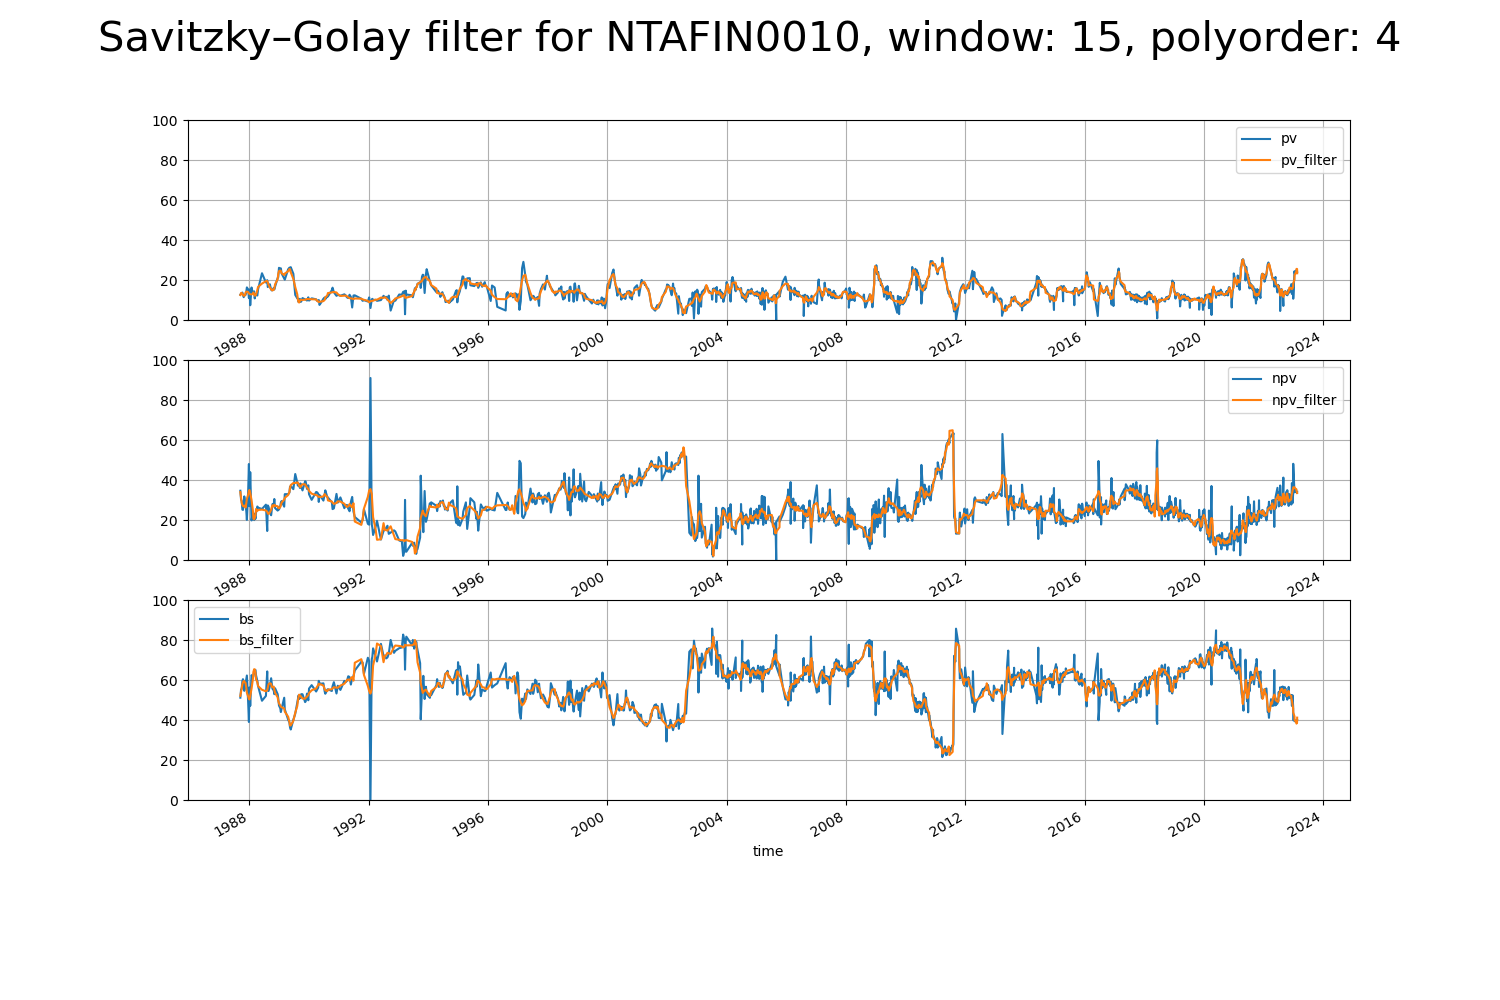 Savitzky–Golay filter for NTAFIN0010, window: 15, polyorder: 4
100
80
60
40
20
0
pv
pv_filter
1988 1992 1996 2000 2004 2008 2012 2016 2020 2024
100
80
60
40
20
0
npv
npv_filter
1988 1992 1996 2000 2004 2008 2012 2016 2020 2024
100
80
60
40
20
0
bs
bs_filter
1988 1992 1996 2000 2004 2008 2012 2016 2020 2024
time